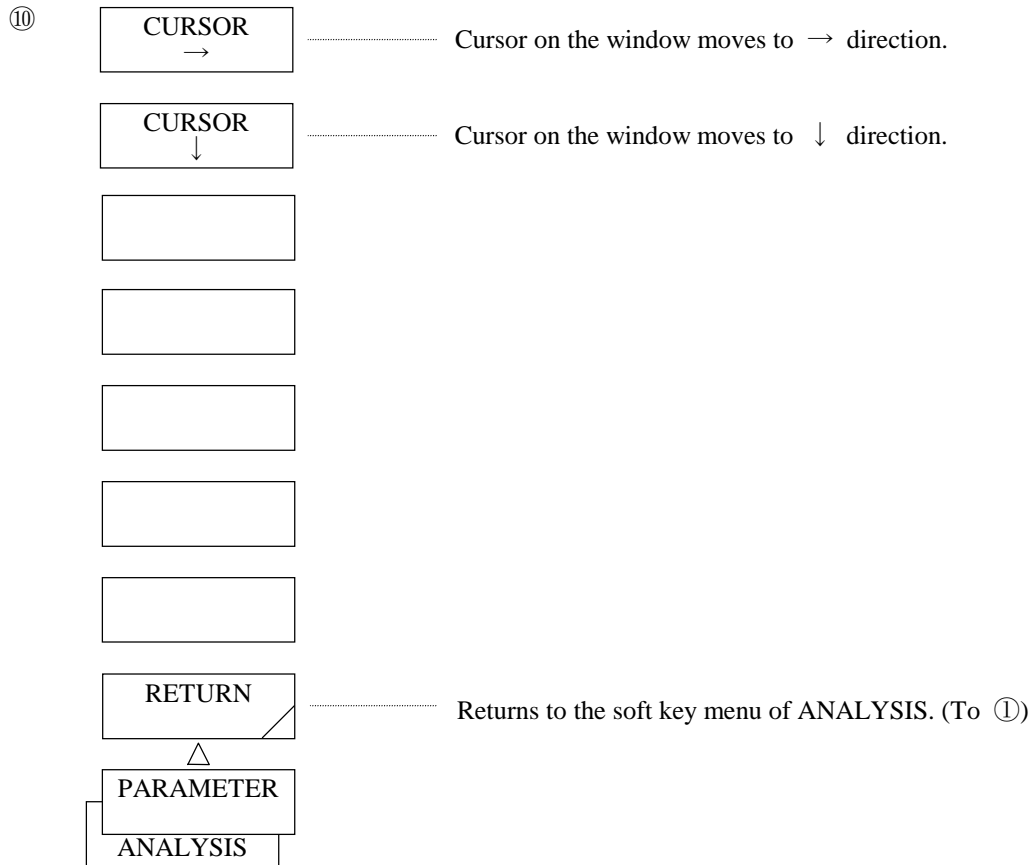 ⑩
CURSOR
→
Cursor on the window moves to → direction.
CURSOR
↓
Cursor on the window moves to ↓ direction.
RETURN
Returns to the soft key menu of ANALYSIS. (To ①)
PARAMETER
ANALYSIS